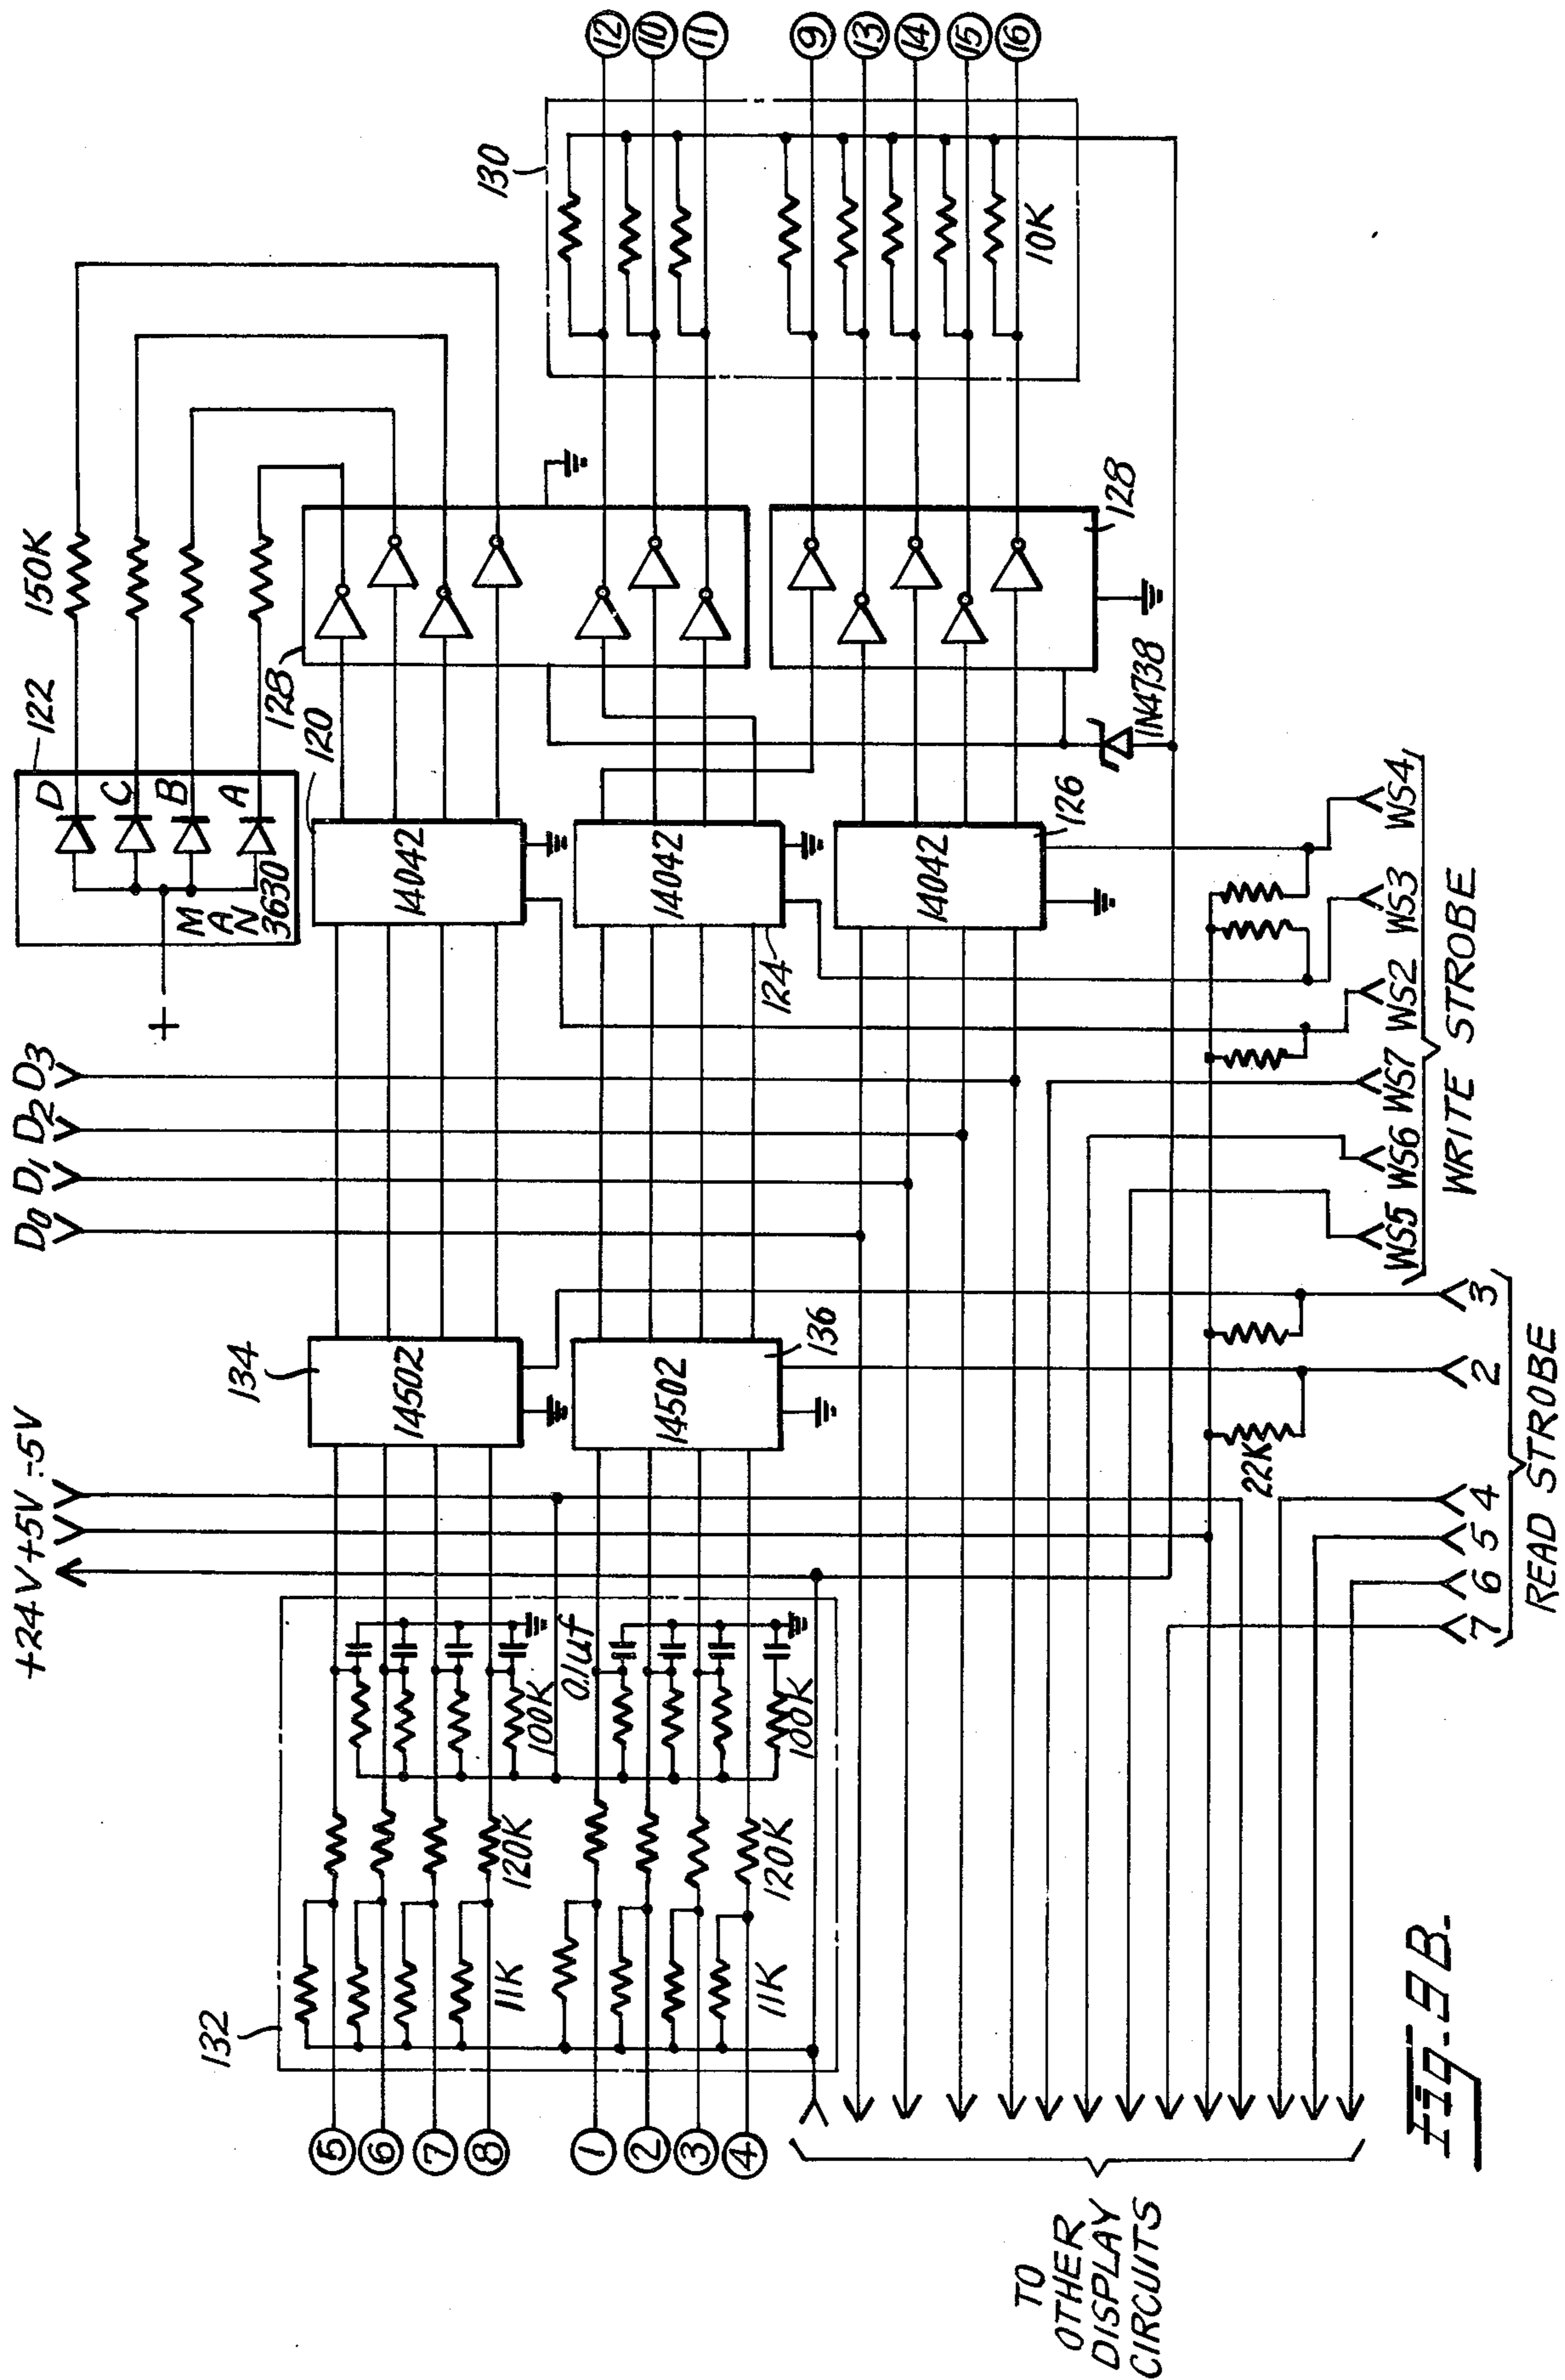 +24V +5V -5V
D0 D1 D2 D3
122
D
C
B
A
M
A
N
3630
150K
+
130
12
10
11
9
13
14
15
16
10K
128
128
120
14042
14042
124
14042
126
1N4738
134
14502
14502
136
132
5
6
7
8
1
2
3
4
11K
11K
120K
120K
100K
100K
0.1uf
22K
7 6 5 4 2 3
READ STROBE
WS5 WS6 WS7 WS2 WS3 WS4
WRITE STROBE
TO
OTHER
DISPLAY
CIRCUITS
Fig. 9B.